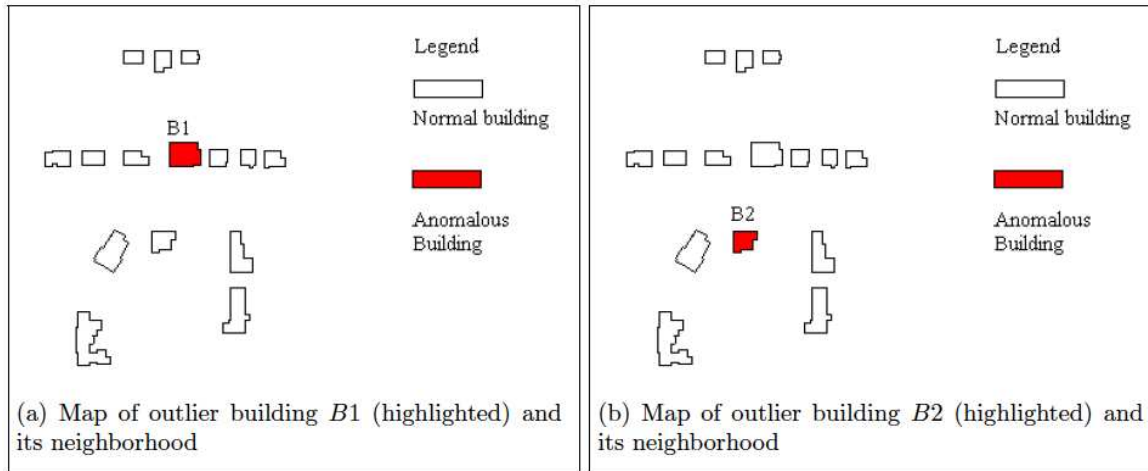 Legend
Normal building
B1
Anomalous
Building
(a) Map of outlier building B1 (highlighted) and
its neighborhood
Legend
Normal building
B2
Anomalous
Building
(b) Map of outlier building B2 (highlighted) and
its neighborhood